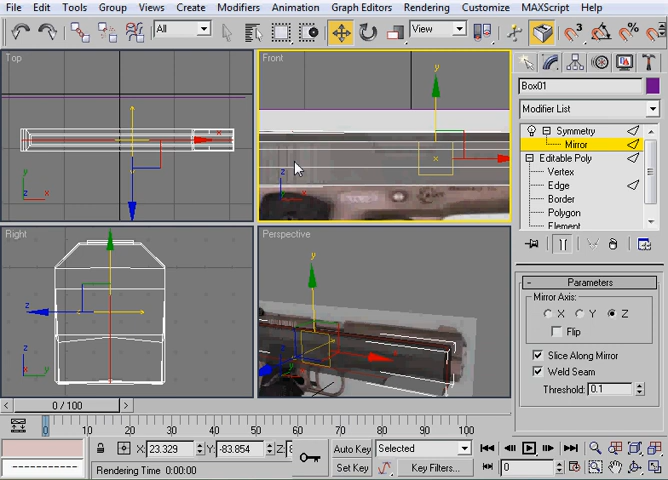 File Edit Tools Group Views Create Modifiers Animation Graph Editors Rendering Customize MAXScript Help
All
View
3
%
Top
Front
Right
Perspective
y
x
z
Box01
Modifier List
Symmetry
Mirror
Editable Poly
Vertex
Edge
Border
Polygon
Element
- Parameters
Mirror Axis:
X Y Z
Flip
Slice Along Mirror
Weld Seam
Threshold: 0.1
0 / 100
0 10 20 30 40 50 60 70 80 90 100
X: 23.329 Y: -83.854 Z: 8
Rendering Time 0:00:00
Auto Key Selected
Set Key Key Filters...
0